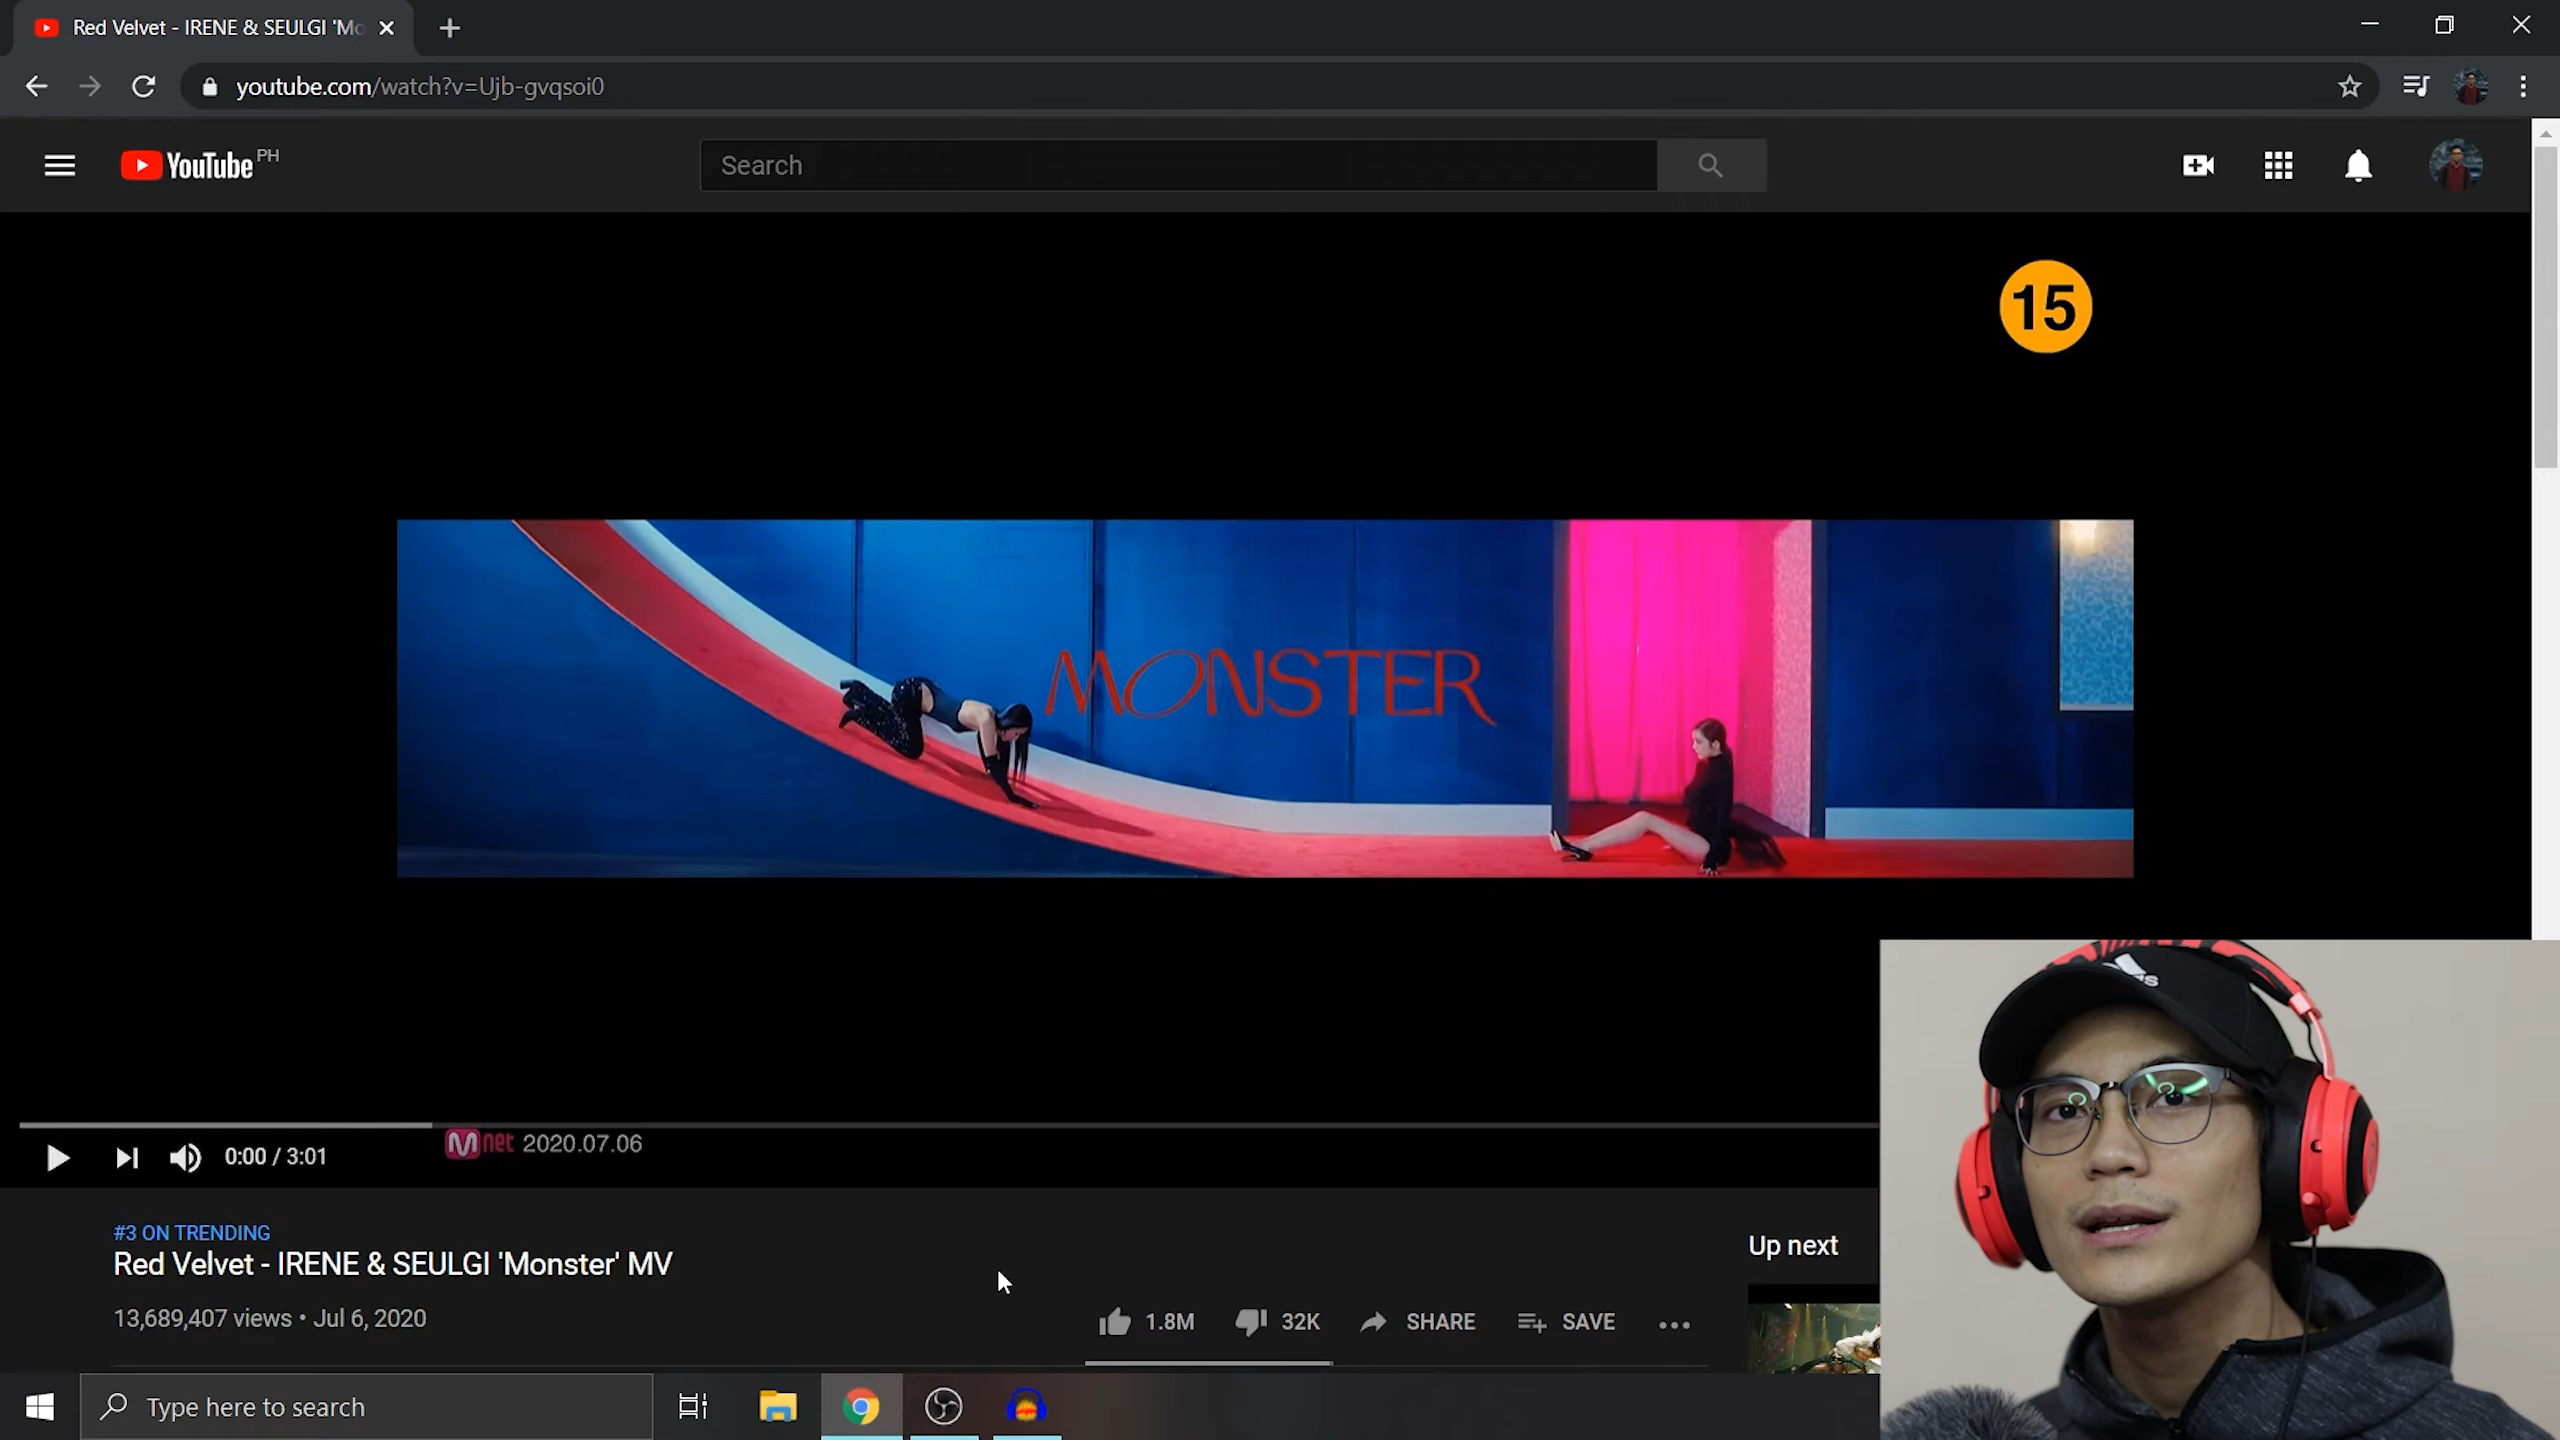 Red Velvet - IRENE & SEULGI 'Mo
youtube.com/watch?v=Ujb-gvqsoi0
YouTube PH
Search
15
MONSTER
0:00 / 3:01
Mnet 2020.07.06
#3 ON TRENDING
Red Velvet - IRENE & SEULGI 'Monster' MV
13,689,407 views • Jul 6, 2020
1.8M
32K
SHARE
SAVE
Up next
Type here to search